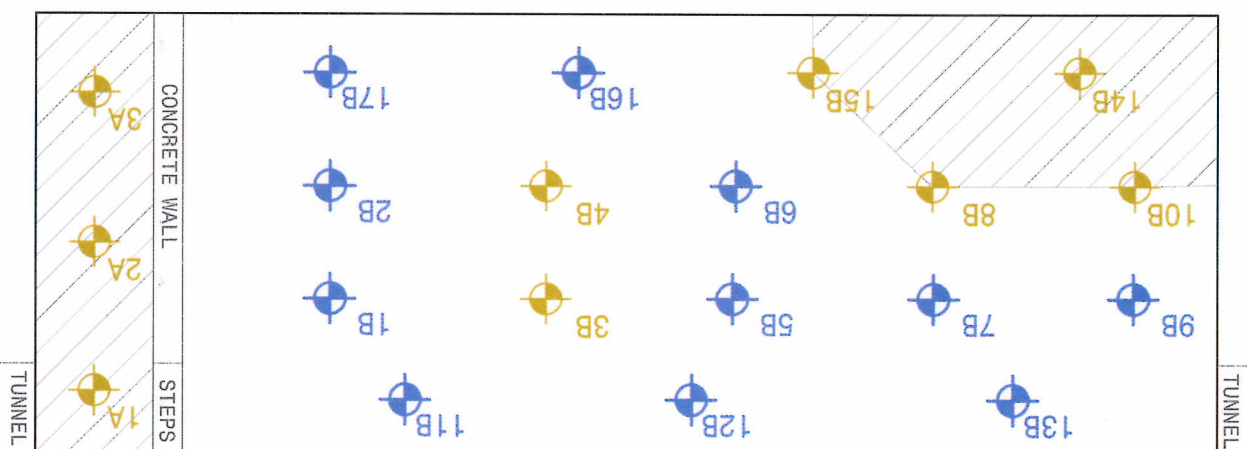 3A
17B
16B
15B
14B
CONCRETE WALL
2A
2B
4B
6B
8B
10B
1B
3B
5B
7B
9B
TUNNEL
1A
STEPS
11B
12B
13B
TUNNEL